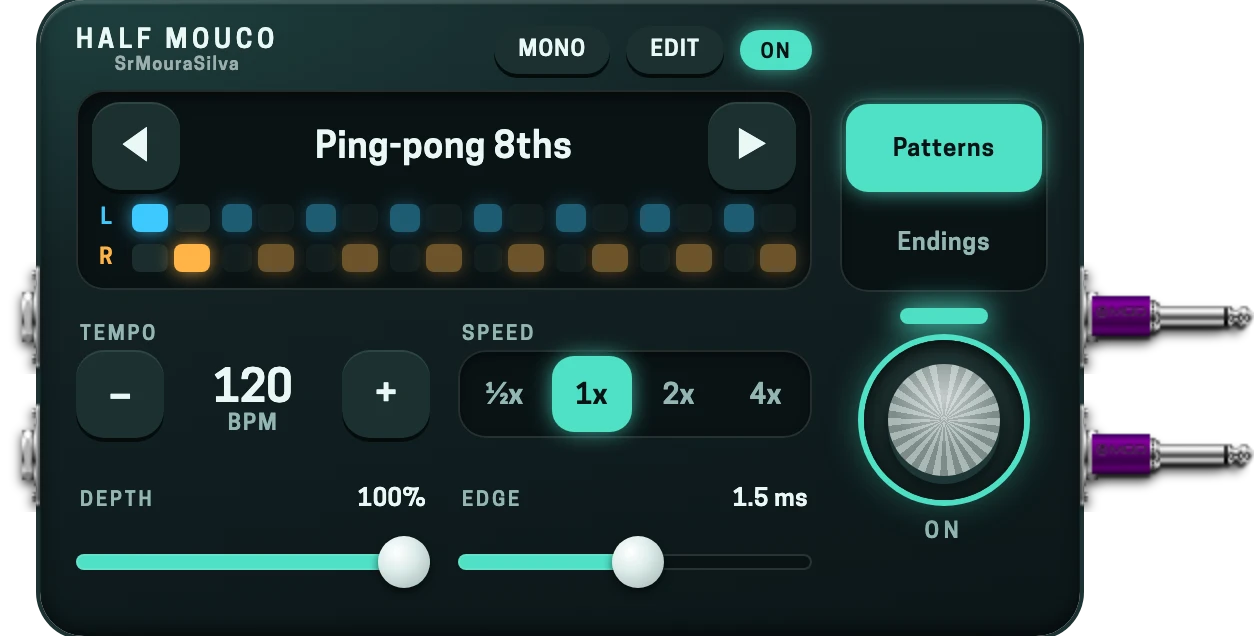 HALF MOUCO
SrMouraSilva
MONO
EDIT
ON
Ping-pong 8ths
Patterns
L
R
Endings
TEMPO
SPEED
–
120
BPM
+
½x
1x
2x
4x
DEPTH
100%
EDGE
1.5 ms
ON